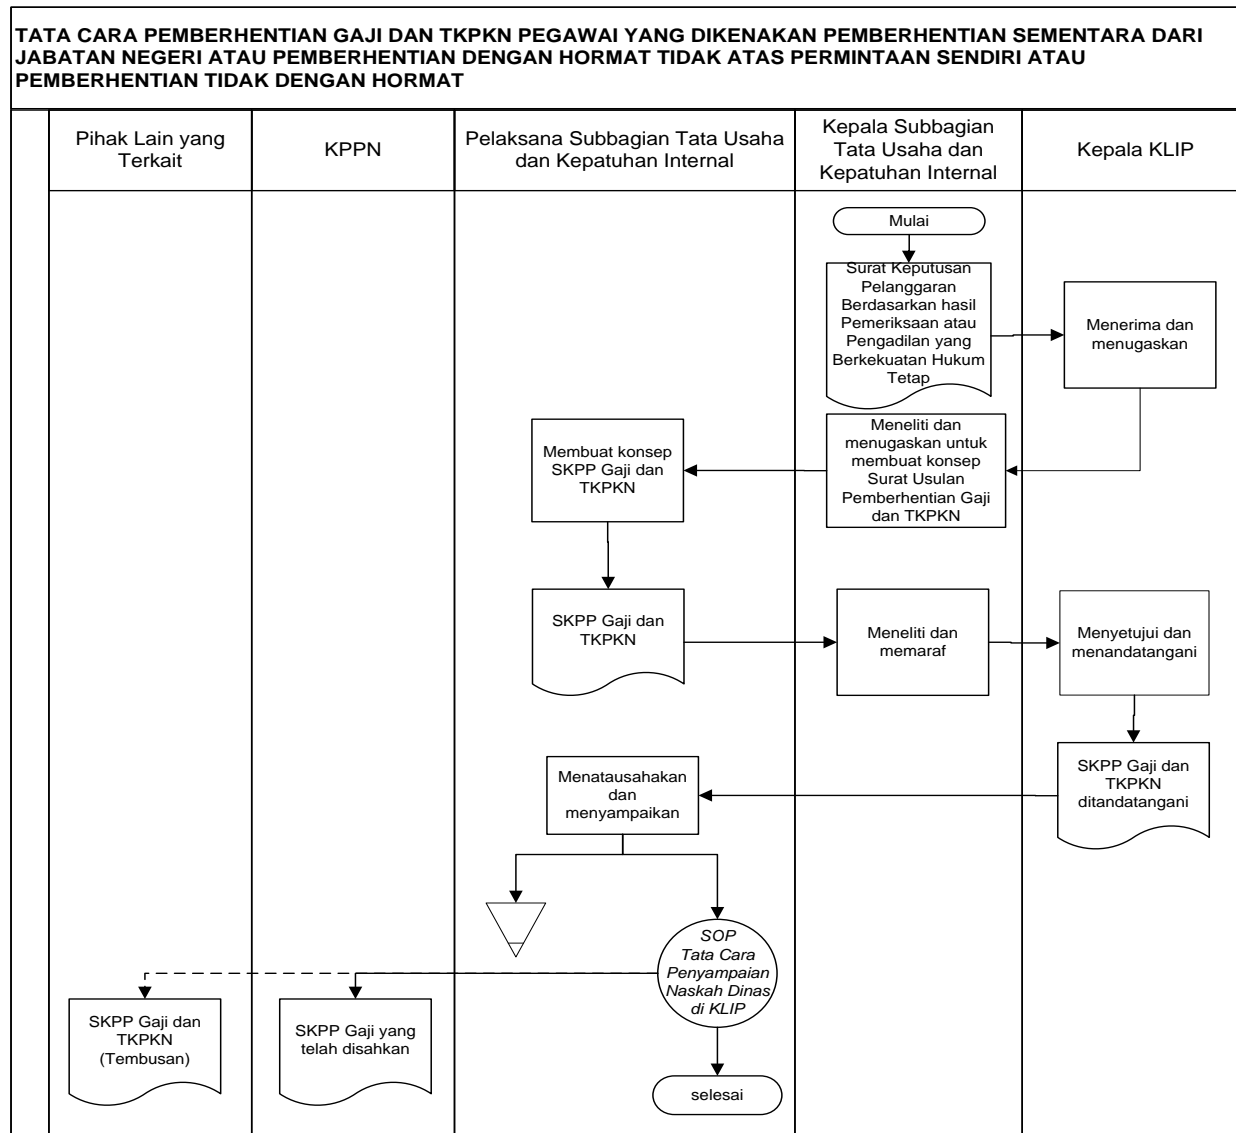 TATA CARA PEMBERHENTIAN GAJI DAN TKPKN PEGAWAI YANG DIKENAKAN PEMBERHENTIAN SEMENTARA DARI
JABATAN NEGERI ATAU PEMBERHENTIAN DENGAN HORMAT TIDAK ATAS PERMINTAAN SENDIRI ATAU
PEMBERHENTIAN TIDAK DENGAN HORMAT
Pihak Lain yang
Terkait
KPPN
Pelaksana Subbagian Tata Usaha
dan Kepatuhan Internal
Kepala Subbagian
Tata Usaha dan
Kepatuhan Internal
Kepala KLIP
Mulai
Surat Keputusan
Pelanggaran
Berdasarkan hasil
Pemeriksaan atau
Pengadilan yang
Berkekuatan Hukum
Tetap
Menerima dan
menugaskan
Meneliti dan
menugaskan untuk
membuat konsep
Surat Usulan
Pemberhentian Gaji
dan TKPKN
Membuat konsep
SKPP Gaji dan
TKPKN
SKPP Gaji dan
TKPKN
Meneliti dan
memaraf
Menyetujui dan
menandatangani
SKPP Gaji dan
TKPKN
ditandatangani
Menatausahakan
dan
menyampaikan
SOP
Tata Cara
Penyampaian
Naskah Dinas
di KLIP
SKPP Gaji dan
TKPKN
(Tembusan)
SKPP Gaji yang
telah disahkan
selesai